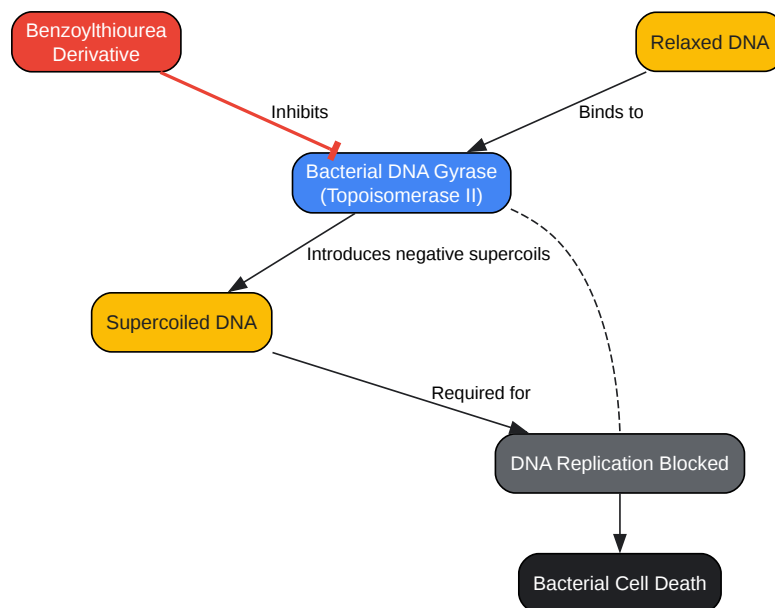 Benzoylthiourea
Derivative
Relaxed DNA
Inhibits
Binds to
Bacterial DNA Gyrase
(Topoisomerase II)
Introduces negative supercoils
Supercoiled DNA
Required for
DNA Replication Blocked
Bacterial Cell Death